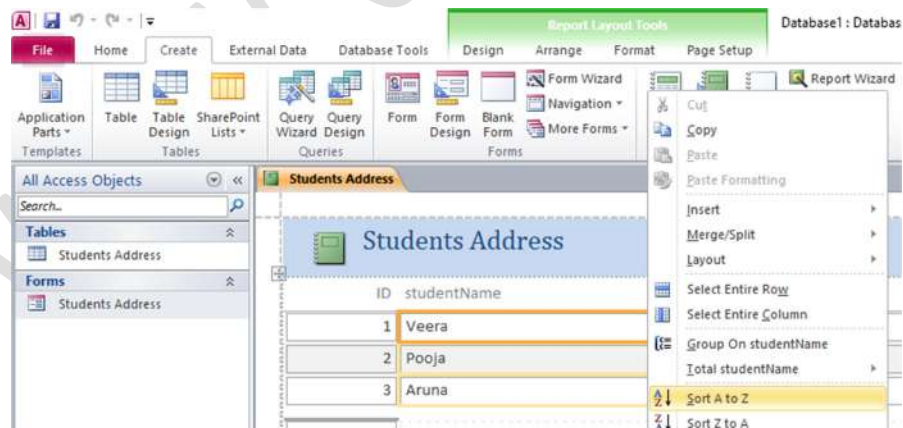 Report Layout Tools
Database1 : Databas
File Home Create External Data Database Tools Design Arrange Format Page Setup
Application Parts
Table
Table Design
SharePoint Lists
Query Wizard
Query Design
Form
Form Design
Blank Form
Form Wizard
Navigation
More Forms
Report Wizard
Templates Tables Queries Forms
All Access Objects
Search...
Tables
Students Address
Forms
Students Address
Students Address
Students Address
ID studentName
1 Veera
2 Pooja
3 Aruna
Cut
Copy
Paste
Paste Formatting
Insert
Merge/Split
Layout
Select Entire Row
Select Entire Column
Group On studentName
Total studentName
Sort A to Z
Sort Z to A